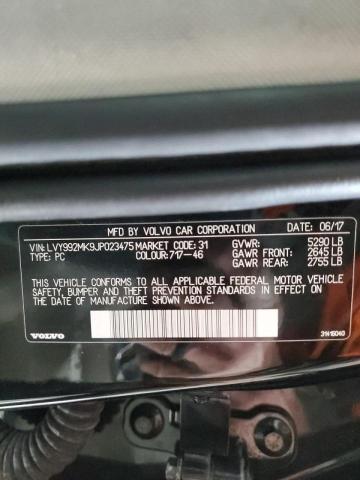 MFD BY VOLVO CAR CORPORATION DATE: 06/17
VIN: LVY992MK9JP023475 MARKET CODE: 31 GVWR: 5290 LB
TYPE: PC COLOUR: 717-46 GAWR FRONT: 2645 LB
GAWR REAR: 2755 LB
THIS VEHICLE CONFORMS TO ALL APPLICABLE FEDERAL MOTOR VEHICLE
SAFETY, BUMPER AND THEFT PREVENTION STANDARDS IN EFFECT ON
THE DATE OF MANUFACTURE SHOWN ABOVE.
VOLVO 31416040